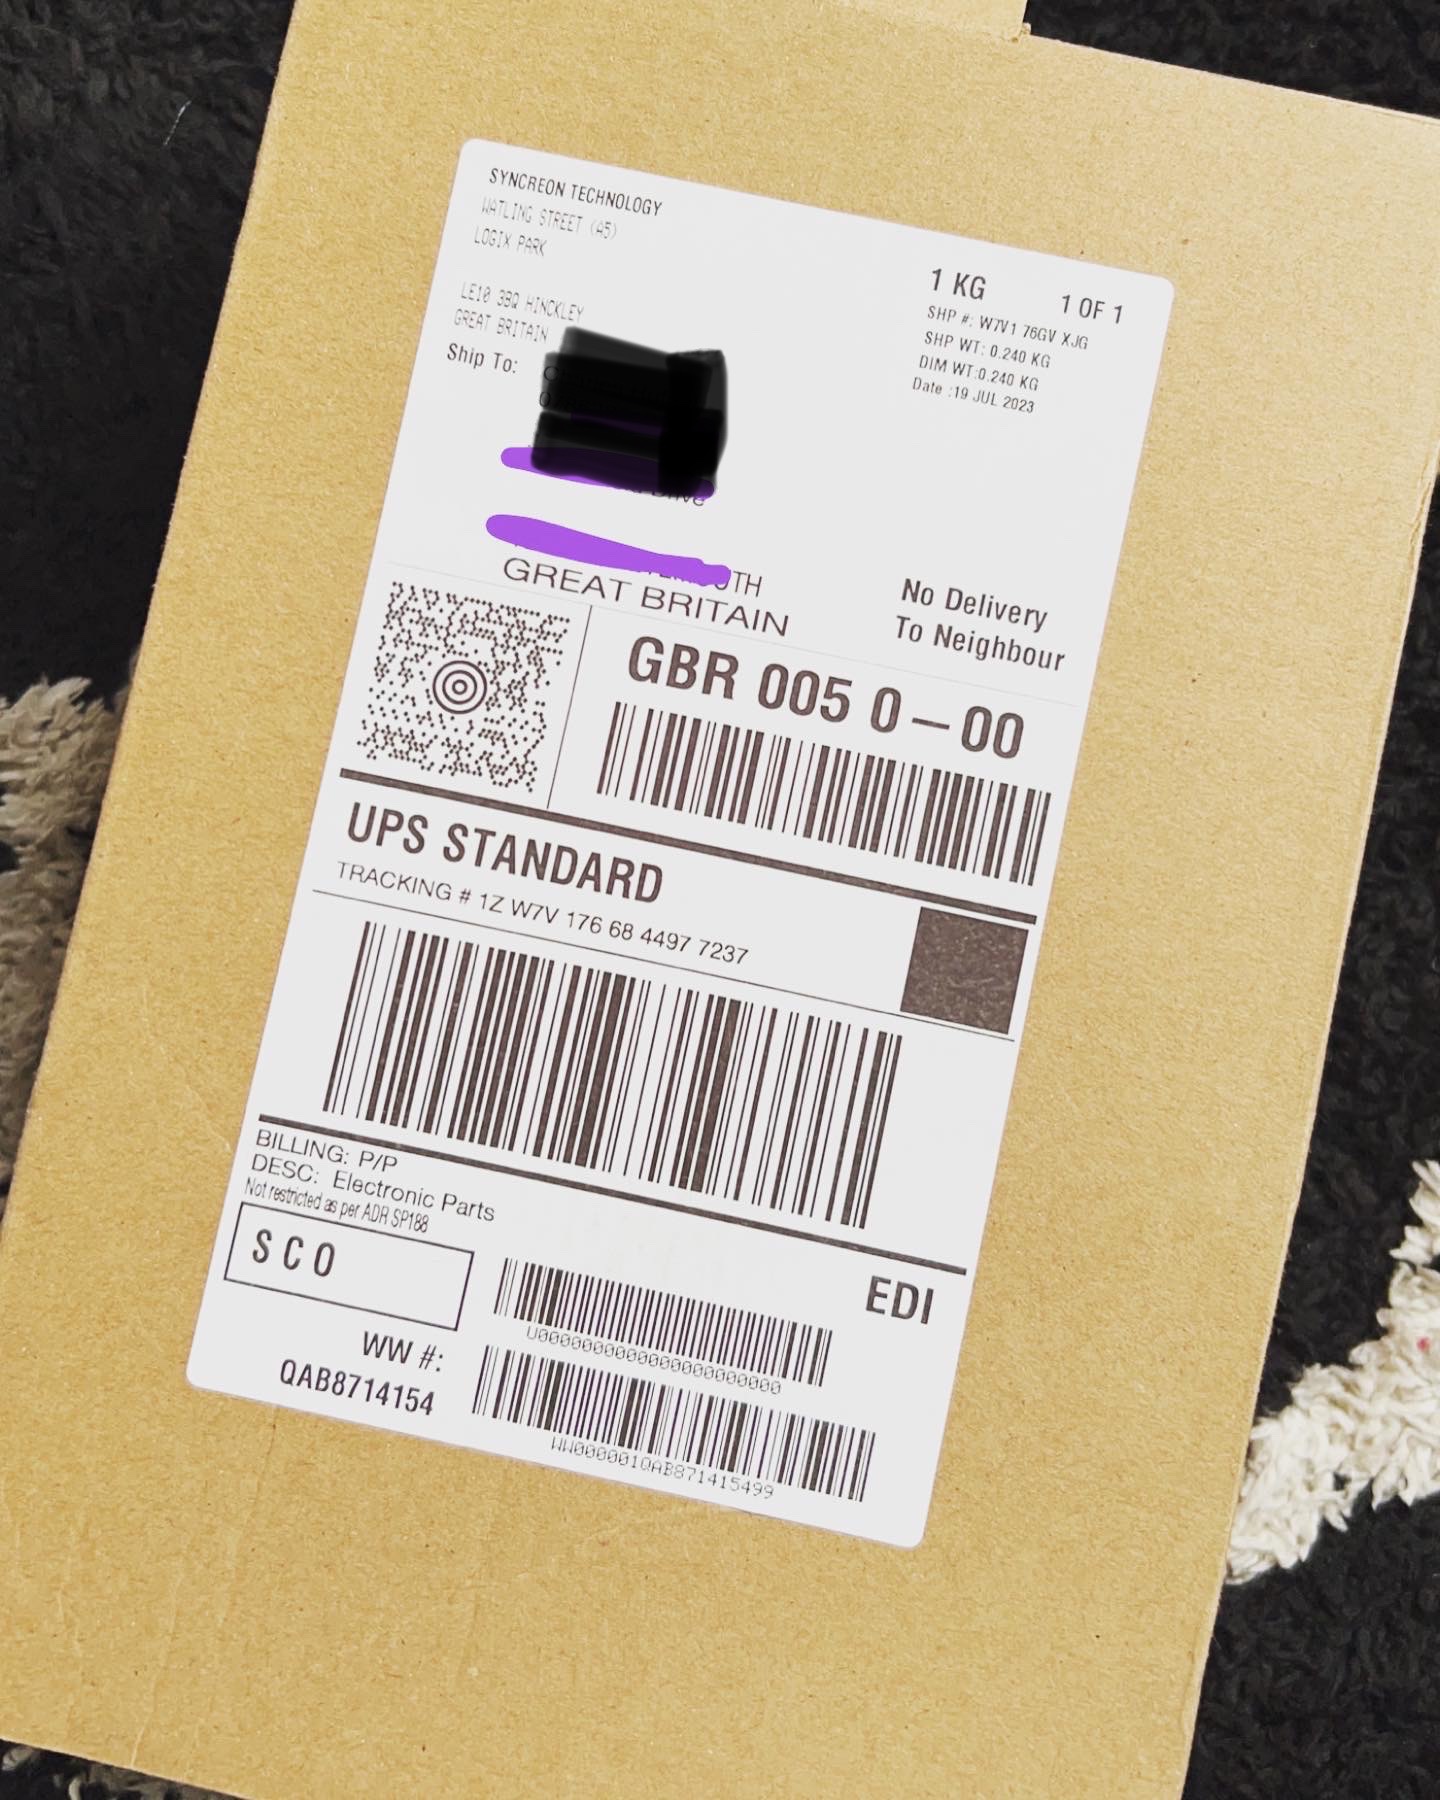 SYNCREON TECHNOLOGY
WATLING STREET (A5)
LOGIX PARK
LE10 3BQ HINCKLEY
GREAT BRITAIN
1 KG 1 OF 1
SHP #: W7V1 76GV XJG
SHP WT: 0.240 KG
DIM WT:0.240 KG
Date :19 JUL 2023
Ship To:
Drive
GREAT BRITAIN
No Delivery
To Neighbour
GBR 005 0-00
UPS STANDARD
TRACKING # 1Z W7V 176 68 4497 7237
BILLING: P/P
DESC: Electronic Parts
Not restricted as per ADR SP188
SCO
EDI
WW #:
QAB8714154
WW000001QAB871415499